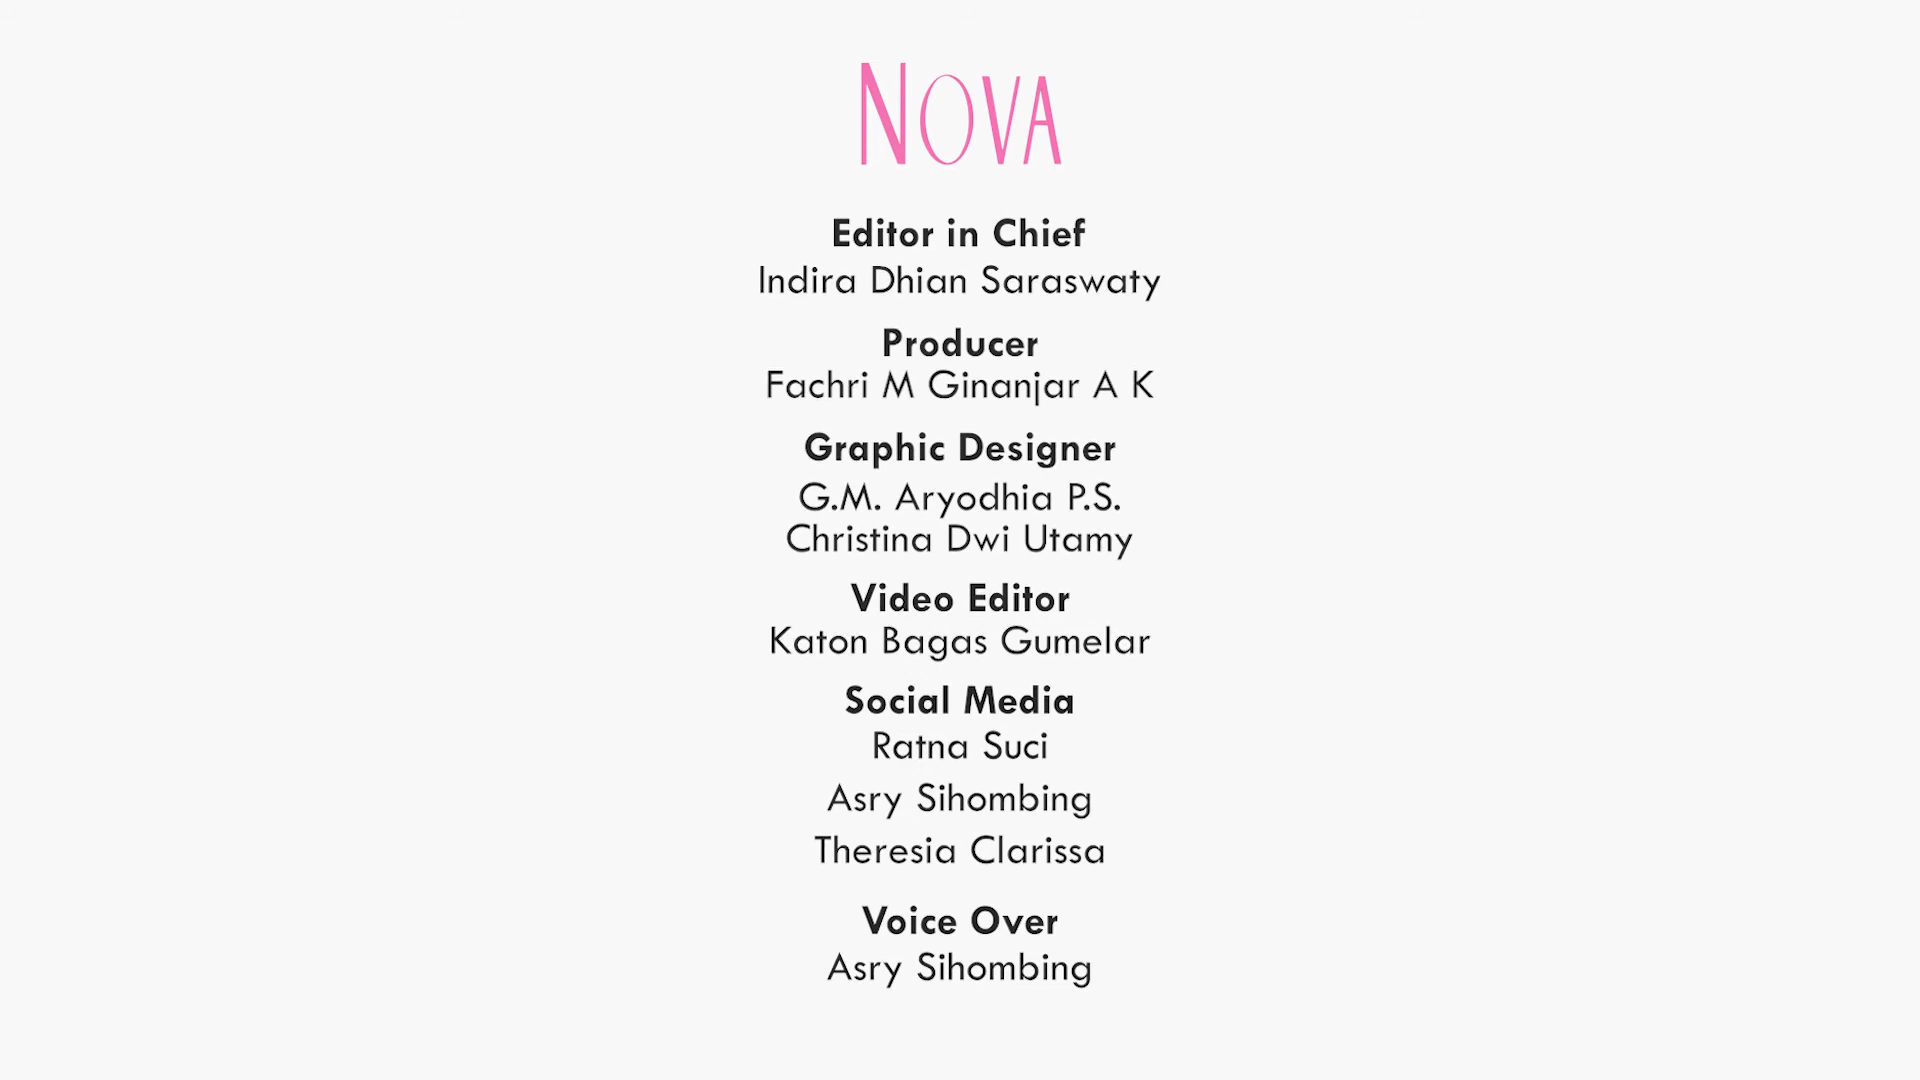 NOVA
Editor in Chief
Indira Dhian Saraswaty
Producer
Fachri M Ginanjar A K
Graphic Designer
G.M. Aryodhia P.S.
Christina Dwi Utamy
Video Editor
Katon Bagas Gumelar
Social Media
Ratna Suci
Asry Sihombing
Theresia Clarissa
Voice Over
Asry Sihombing